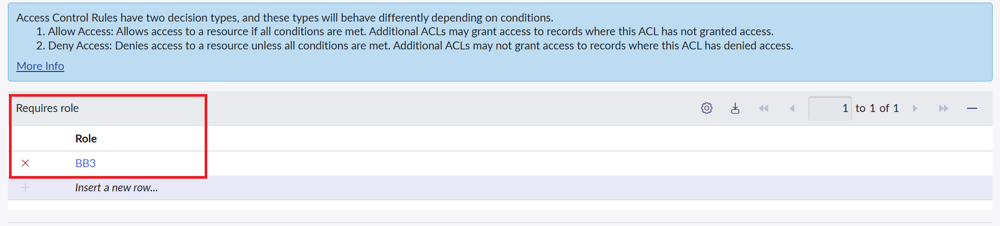 Access Control Rules have two decision types, and these types will behave differently depending on conditions.
1. Allow Access: Allows access to a resource if all conditions are met. Additional ACLs may grant access to records where this ACL has not granted access.
2. Deny Access: Denies access to a resource unless all conditions are met. Additional ACLs may not grant access to records where this ACL has denied access.
More Info
Requires role 1 to 1 of 1
Role
BB3
Insert a new row...